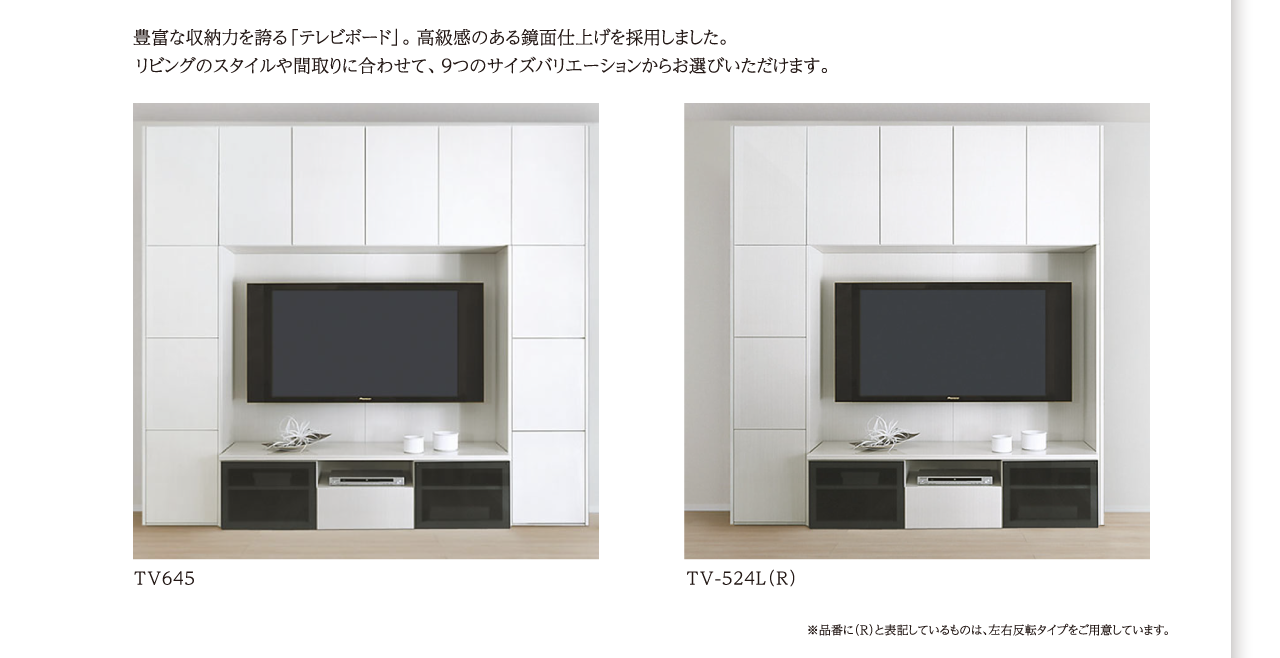 豊富な収納力を誇る「テレビボード」。高級感のある鏡面仕上げを採用しました。
リビングのスタイルや間取りに合わせて、9つのサイズバリエーションからお選びいただけます。
TV645
TV-524L(R)
※品番に(R)と表記しているものは、左右反転タイプをご用意しています。